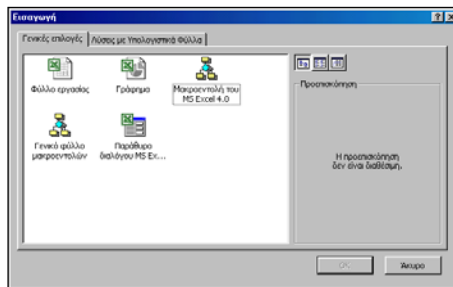 Εισαγωγή
Γενικές επιλογές
Λύσεις με Υπολογιστικά Φύλλα
Φύλλο εργασίας
Γράφημα
Μακροεντολή του
MS Excel 4.0
Προεπισκόπηση
Γενικό φύλλο
μακροεντολών
Παράθυρο
διαλόγου MS Ex...
Η προεπισκόπηση
δεν είναι διαθέσιμη.
OK
Άκυρο